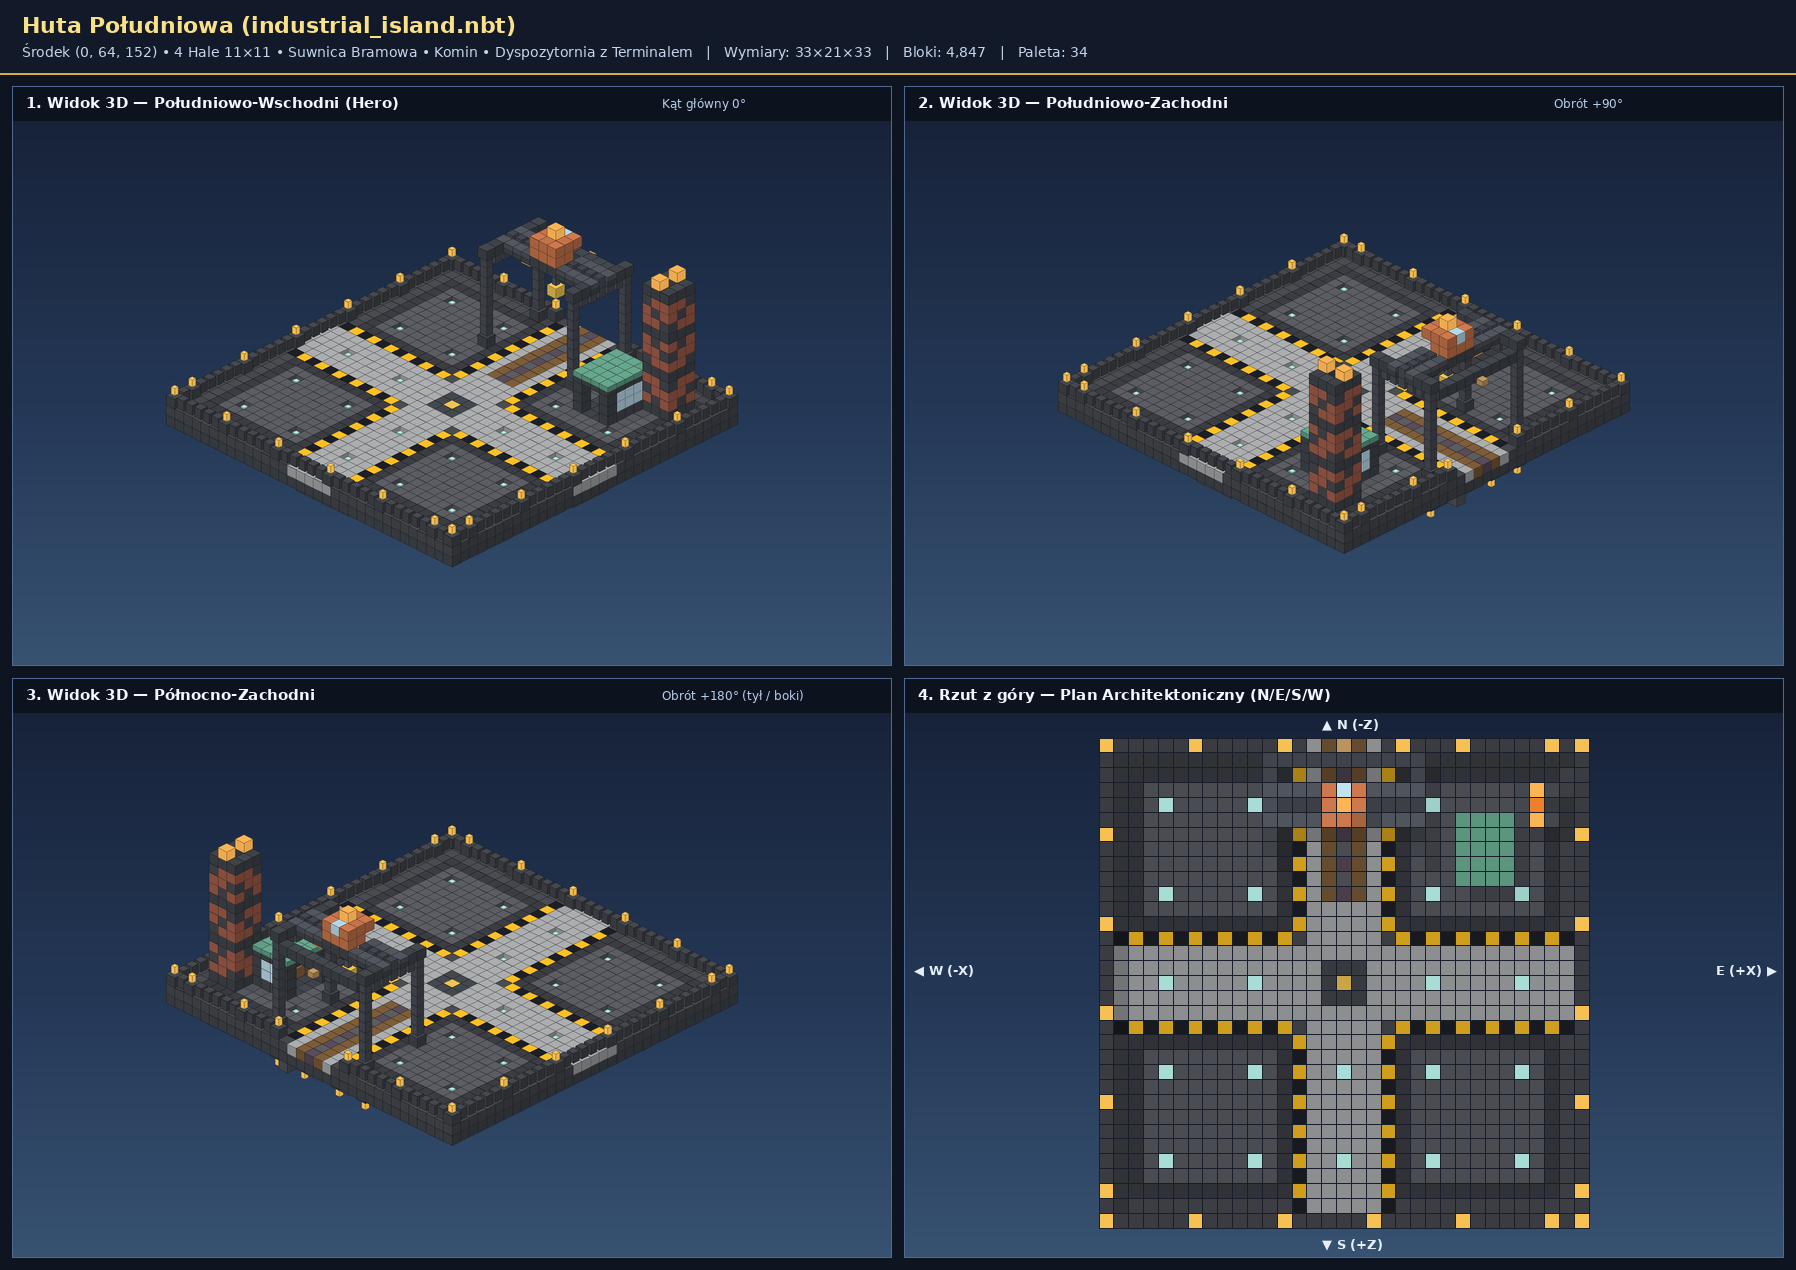 Huta Południowa (industrial_island.nbt)
Środek (0, 64, 152) • 4 Hale 11×11 • Suwnica Bramowa • Komin • Dyspozytornia z Terminalem | Wymiary: 33×21×33 | Bloki: 4,847 | Paleta: 34
1. Widok 3D — Południowo-Wschodni (Hero)
Kąt główny 0°
2. Widok 3D — Południowo-Zachodni
Obrót +90°
3. Widok 3D — Północno-Zachodni
Obrót +180° (tył / boki)
4. Rzut z góry — Plan Architektoniczny (N/E/S/W)
▲ N (-Z)
◀ W (-X)
E (+X) ▶
▼ S (+Z)